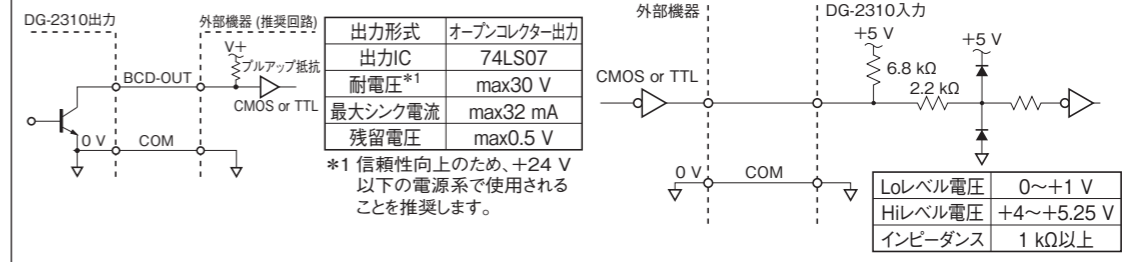 DG-2310出力
外部機器 (推奨回路)
V+
プルアップ抵抗
BCD-OUT
CMOS or TTL
0 V
COM
出力形式 オープンコレクター出力
出力IC 74LS07
耐電圧*1 max30 V
最大シンク電流 max32 mA
残留電圧 max0.5 V
*1 信頼性向上のため、+24 V
以下の電源系で使用される
ことを推奨します。
外部機器
DG-2310入力
+5 V
+5 V
6.8 kΩ
2.2 kΩ
CMOS or TTL
0 V
COM
Loレベル電圧 0~+1 V
Hiレベル電圧 +4~+5.25 V
インピーダンス 1 kΩ以上